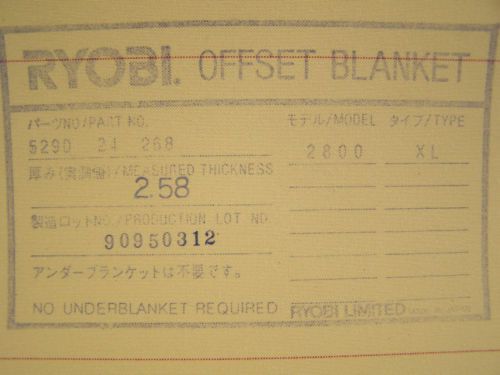 RYOBI. OFFSET BLANKET
パーツNO/PART NO.
5290 24 268
モデル/MODEL タイプ/TYPE
2800 XL
厚み(実測値)/MEASURED THICKNESS
2.58
製造ロットNO./PRODUCTION LOT NO.
90950312
アンダーブランケットは不要です。
NO UNDERBLANKET REQUIRED
RYOBI LIMITED